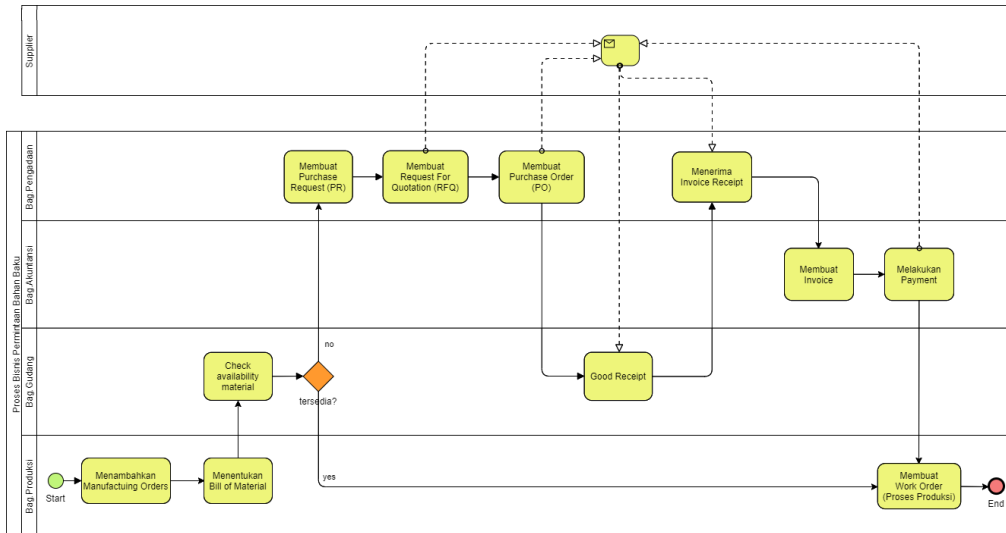 Supplier
Proses Bisnis Permintaan Bahan Baku
Bag Pengadaan
Membuat
Purchase
Request (PR)
Membuat
Request For
Quotation (RFQ)
Membuat
Purchase Order
(PO)
Menerima
Invoice Receipt
Bag Akuntansi
Membuat
Invoice
Melakukan
Payment
Bag Gudang
Check
availability
material
no
tersedia?
Good Receipt
Bag Produksi
Start
Menambahkan
Manufactuing Orders
Menentukan
Bill of Material
yes
Membuat
Work Order
(Proses Produksi)
End